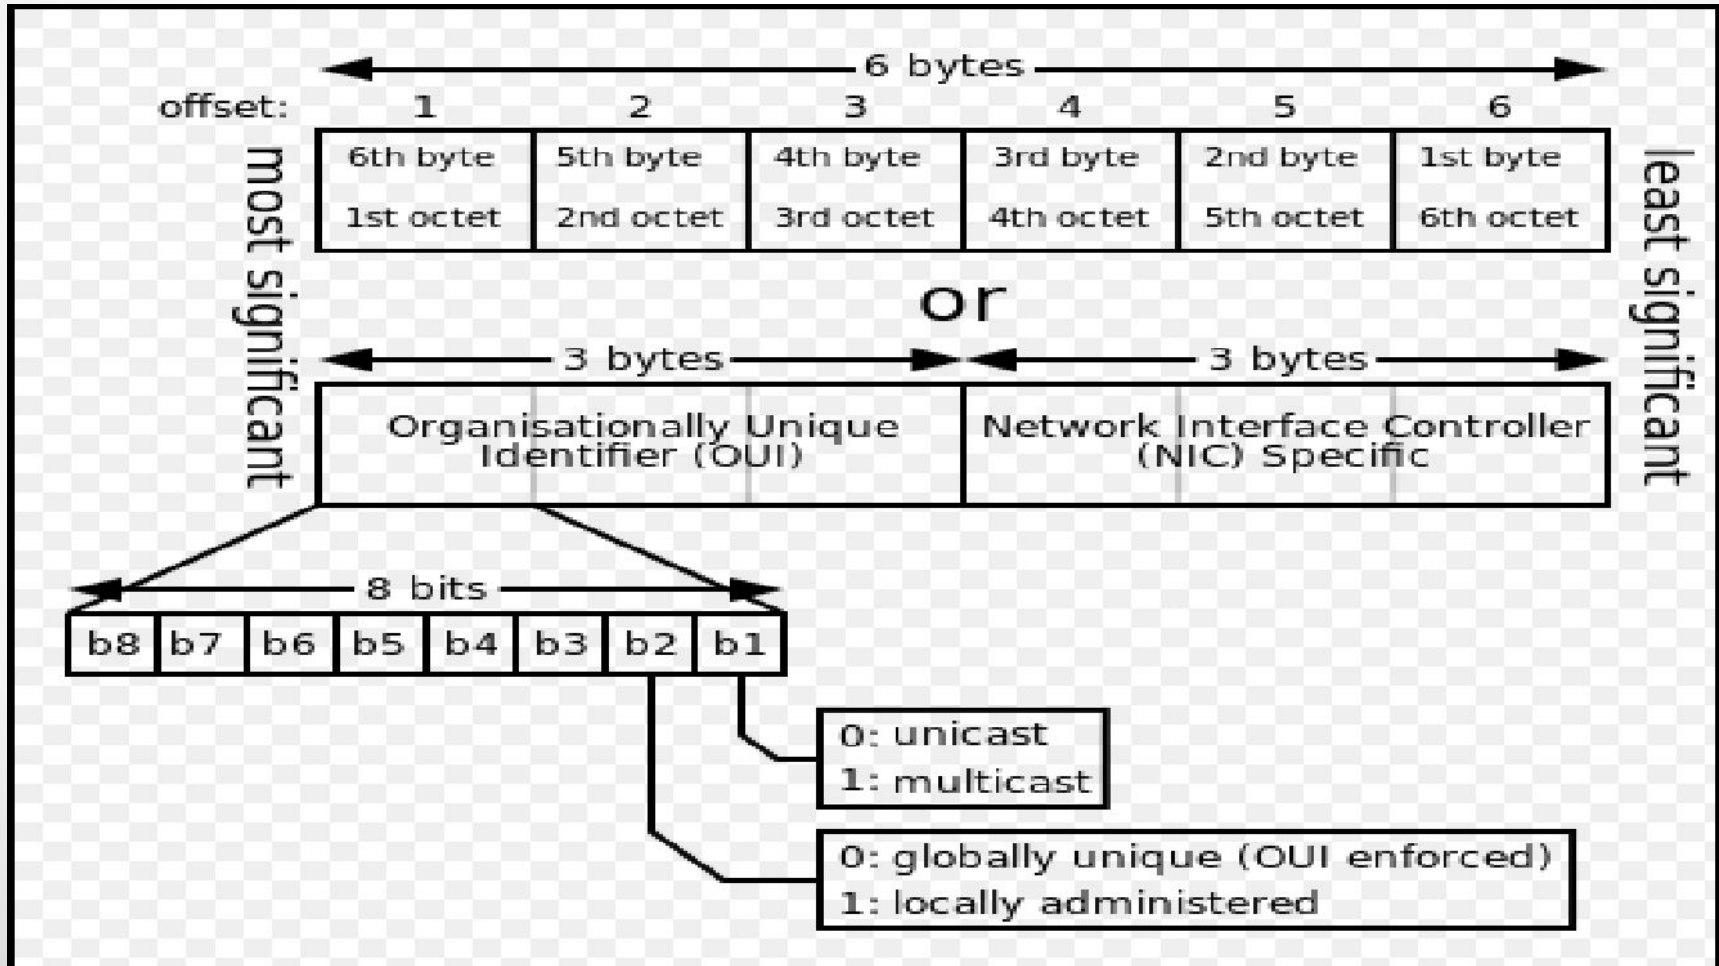 6 bytes
offset: 1 2 3 4 5 6
6th byte 5th byte 4th byte 3rd byte 2nd byte 1st byte
1st octet 2nd octet 3rd octet 4th octet 5th octet 6th octet
most significant
least significant
or
3 bytes 3 bytes
Organisationally Unique
Identifier (OUI)
Network Interface Controller
(NIC) Specific
8 bits
b8 b7 b6 b5 b4 b3 b2 b1
0: unicast
1: multicast
0: globally unique (OUI enforced)
1: locally administered